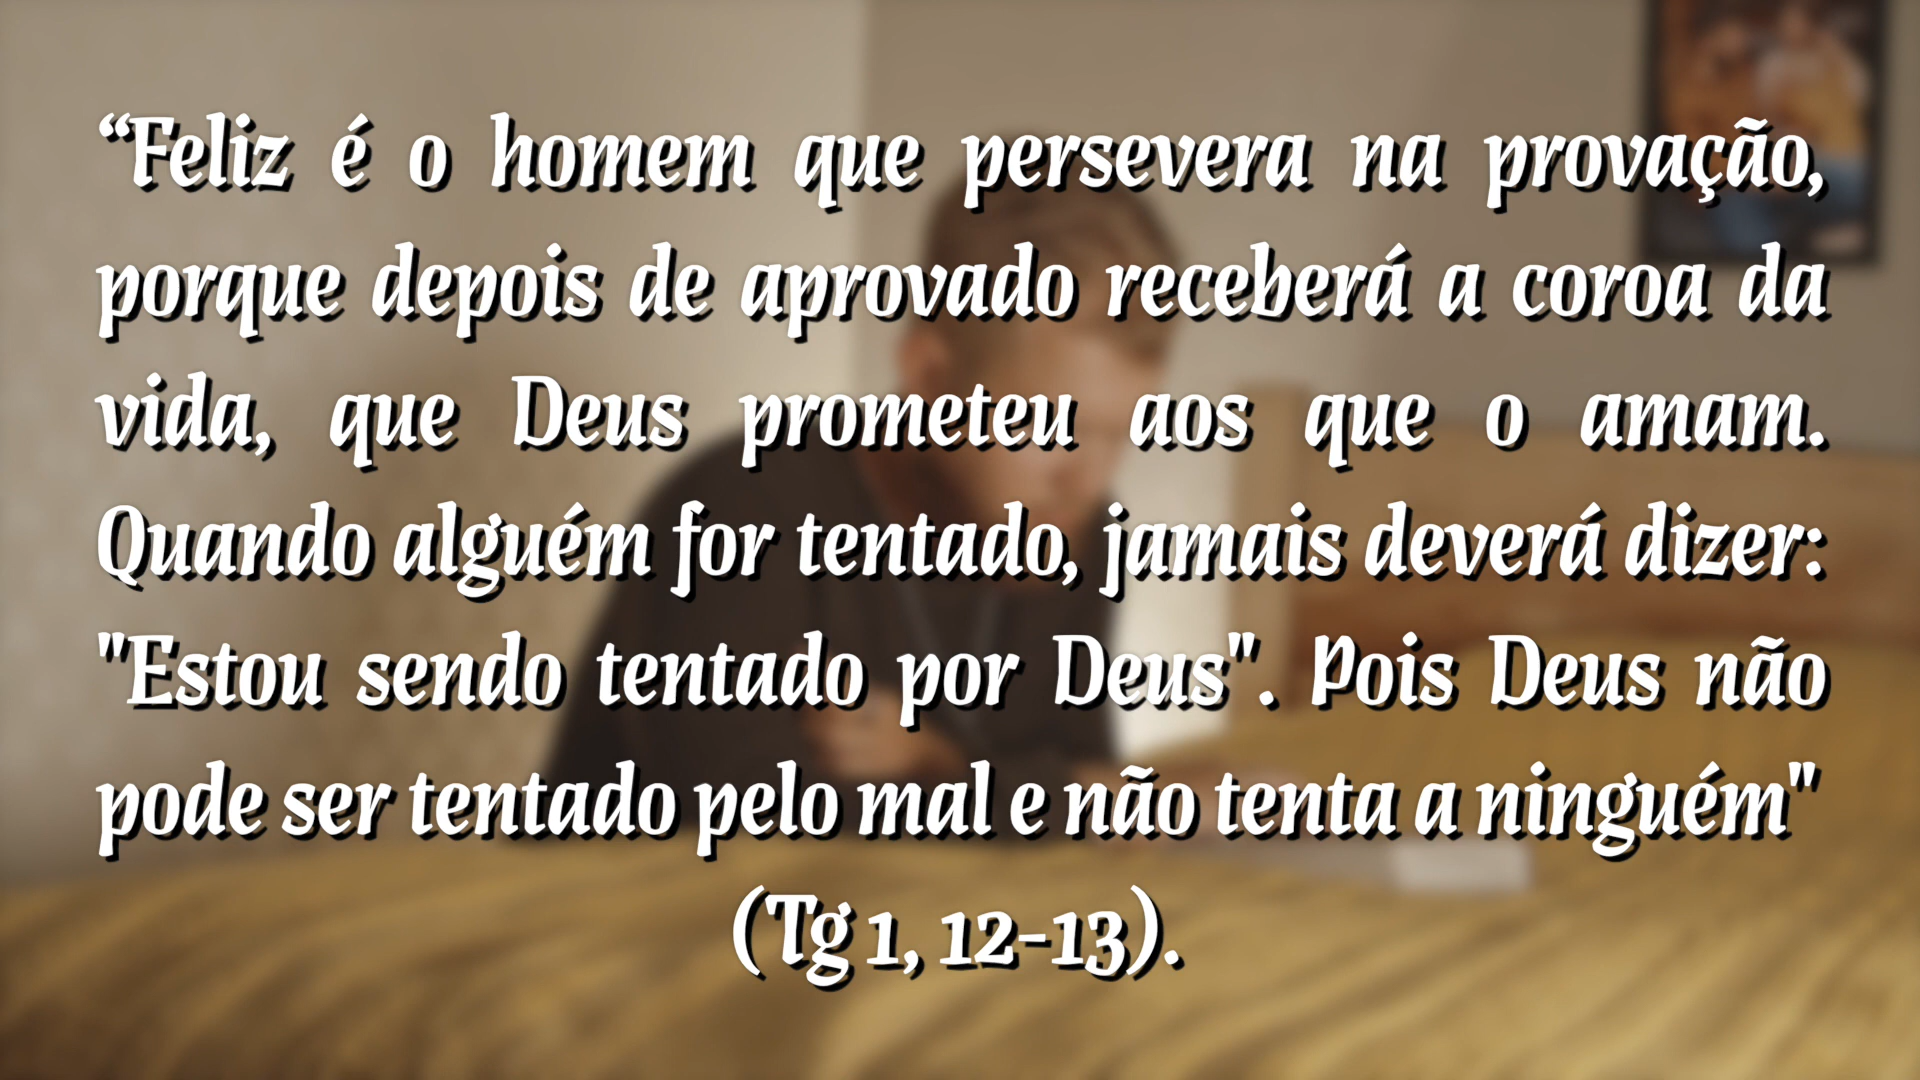 “Feliz é o homem que persevera na provação,
porque depois de aprovado receberá a coroa da
vida, que Deus prometeu aos que o amam.
Quando alguém for tentado, jamais deverá dizer:
"Estou sendo tentado por Deus". Pois Deus não
pode ser tentado pelo mal e não tenta a ninguém"
(Tg 1, 12-13).